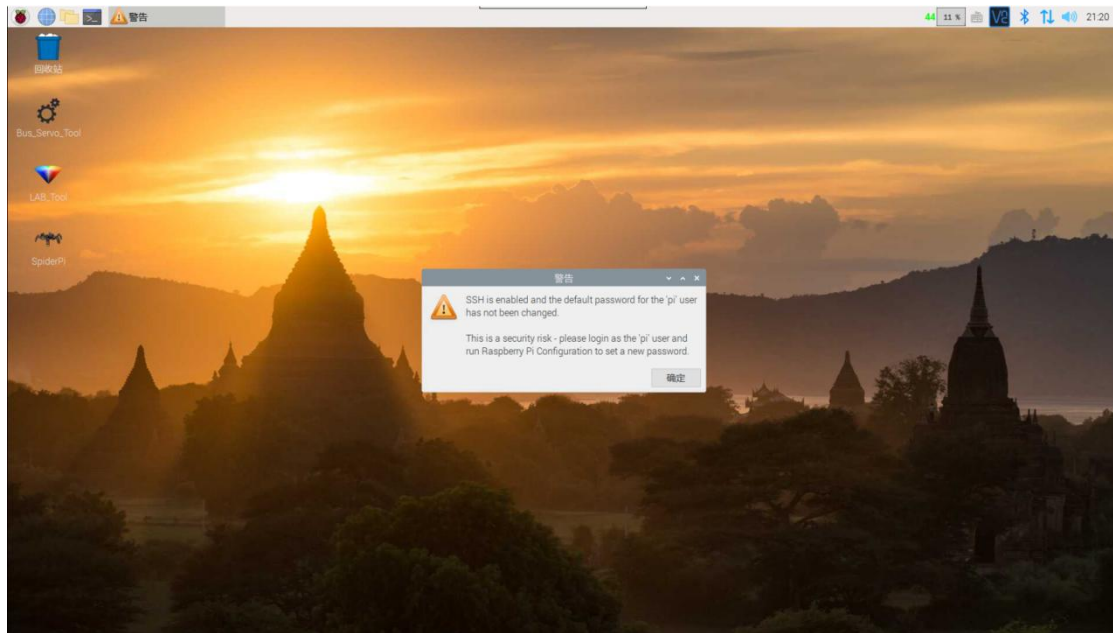 警告
44
11 %
21:20
回收站
Bus_Servo_Tool
LAB_Tool
SpiderPi
警告
SSH is enabled and the default password for the 'pi' user
has not been changed.
This is a security risk - please login as the 'pi' user and
run Raspberry Pi Configuration to set a new password.
确定